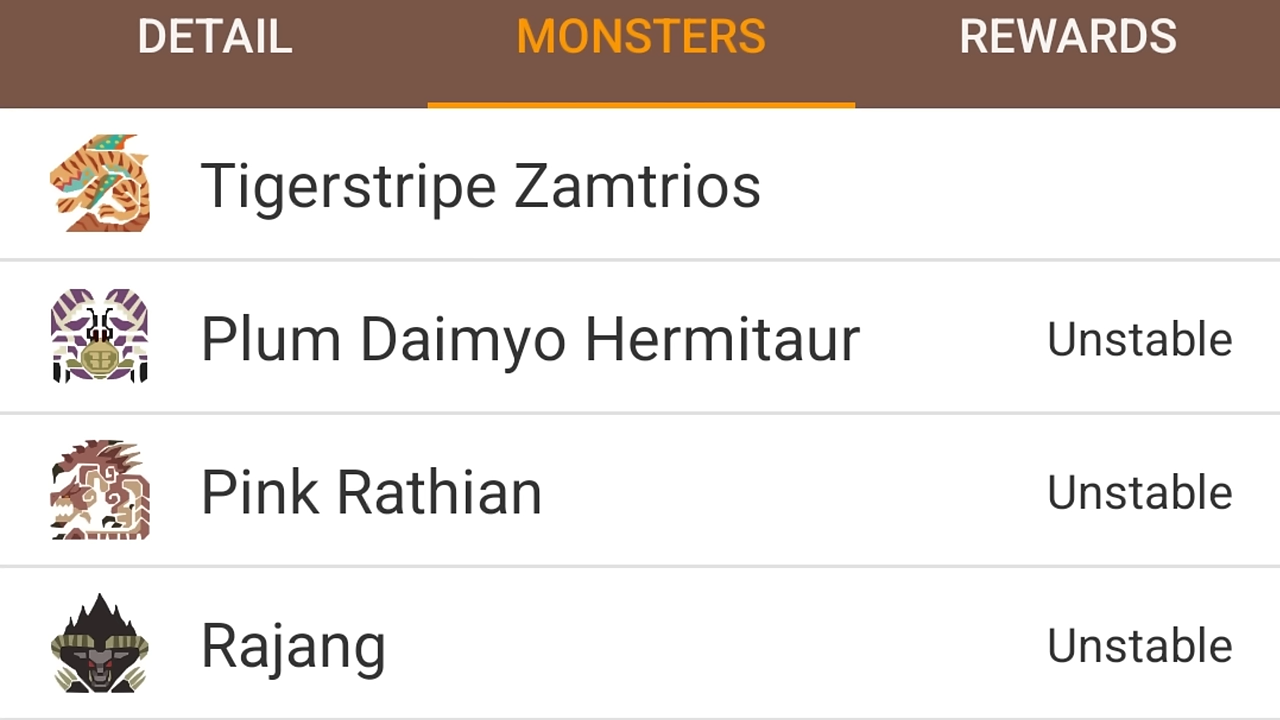 DETAIL MONSTERS REWARDS
Tigerstripe Zamtrios
Plum Daimyo Hermitaur Unstable
Pink Rathian Unstable
Rajang Unstable